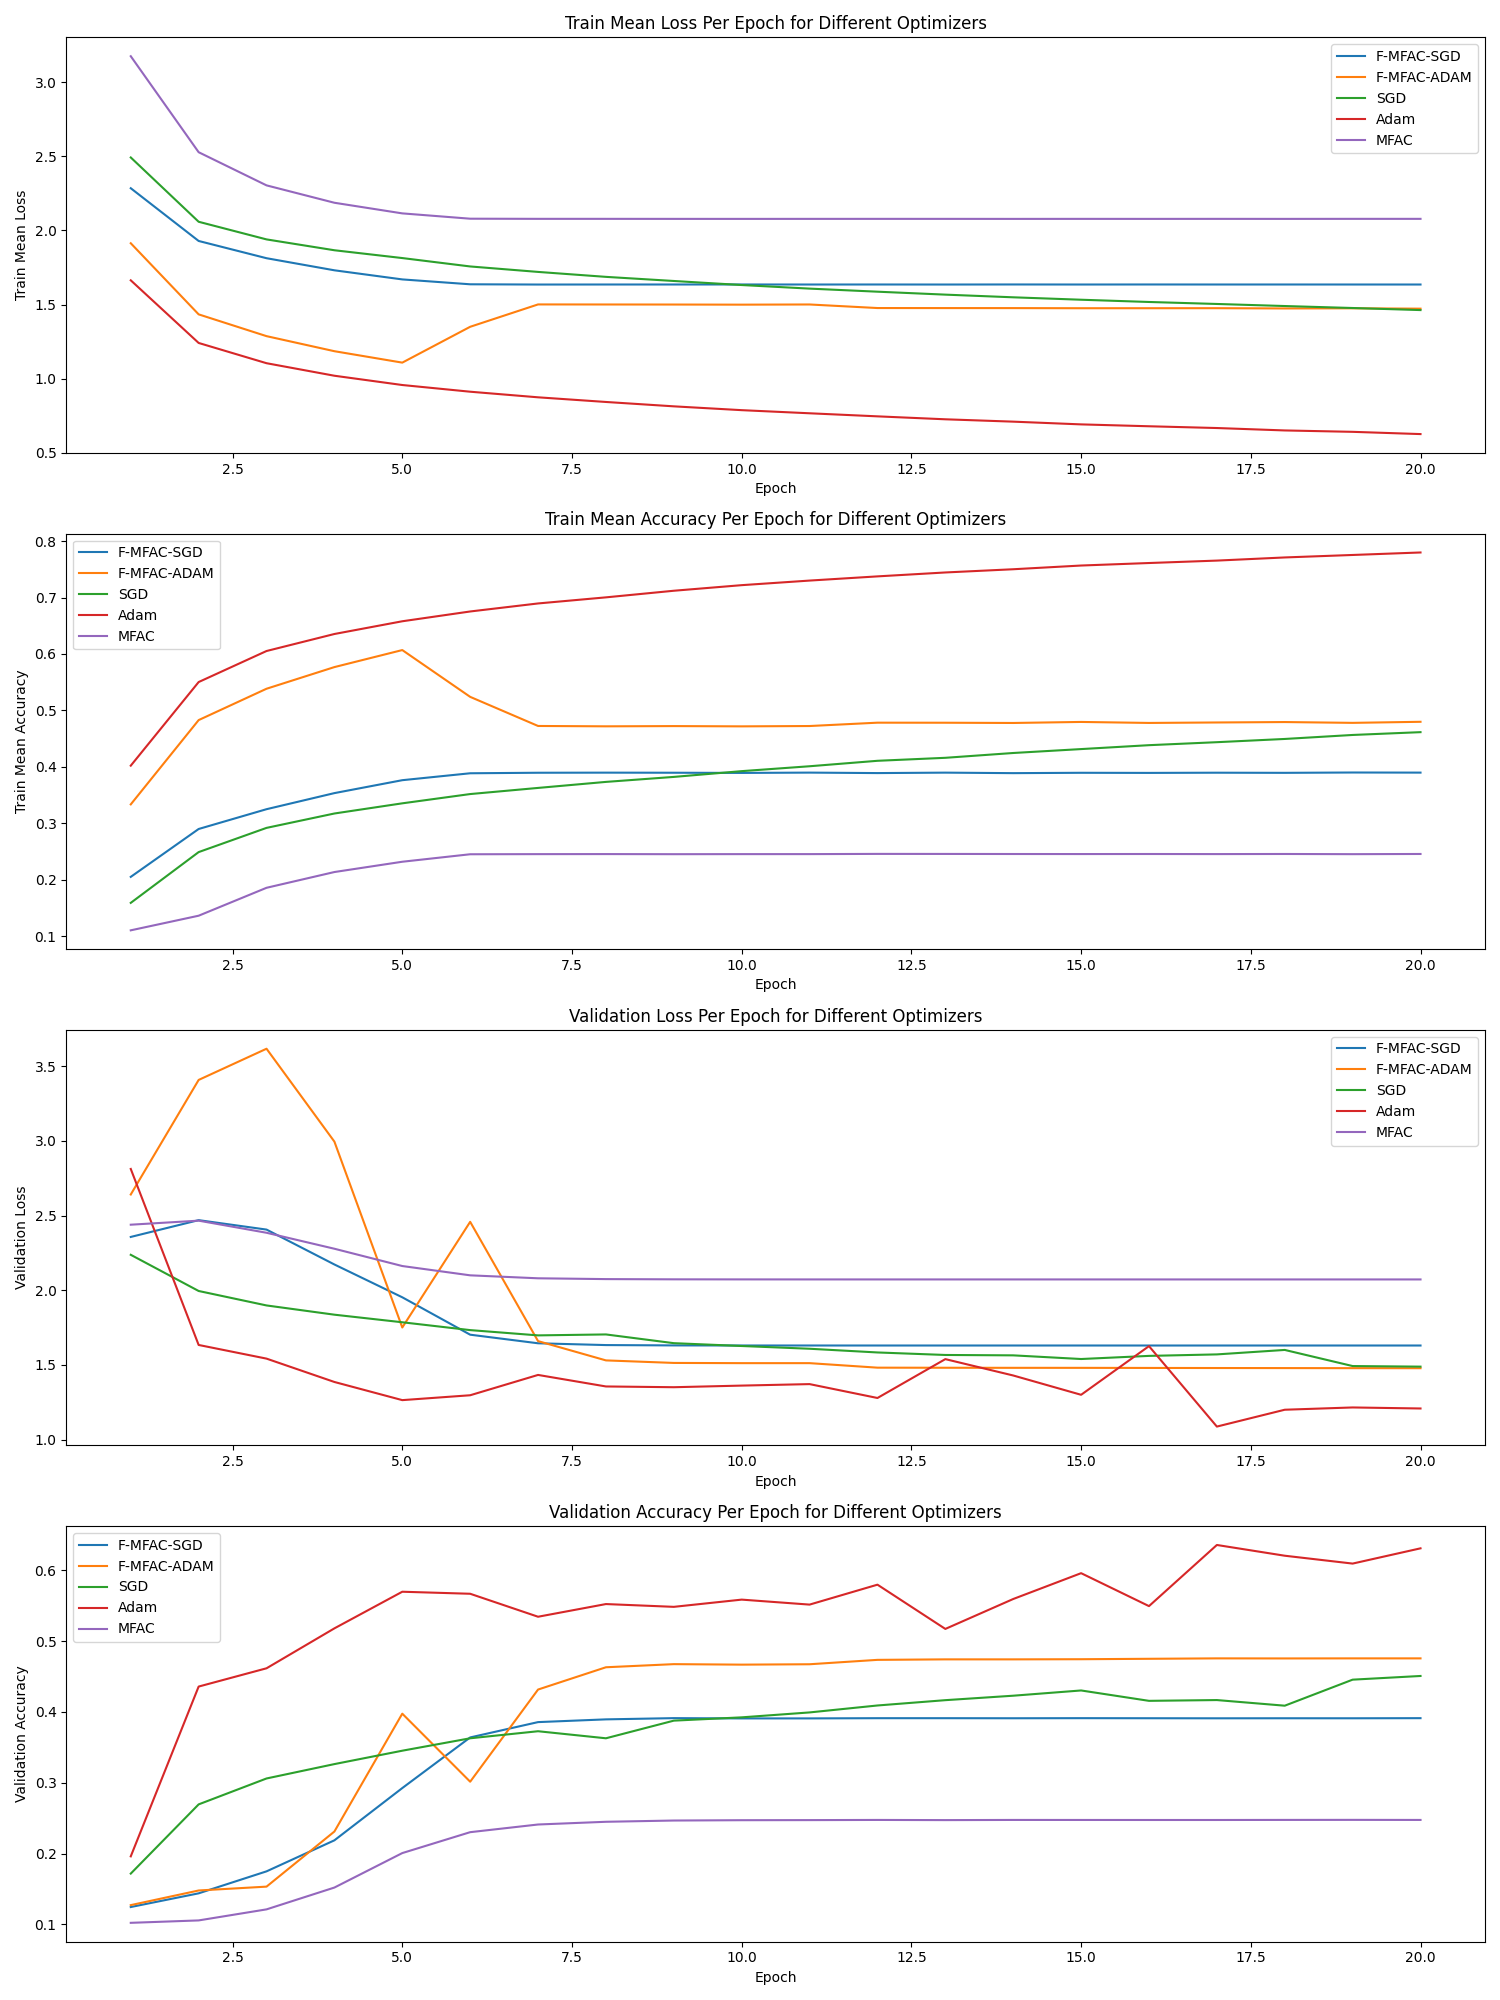 Train Mean Loss Per Epoch for Different Optimizers
Train Mean Loss
3.0
2.5
2.0
1.5
1.0
0.5
F-MFAC-SGD
F-MFAC-ADAM
SGD
Adam
MFAC
2.5 5.0 7.5 10.0 12.5 15.0 17.5 20.0
Epoch
Train Mean Accuracy Per Epoch for Different Optimizers
Train Mean Accuracy
0.8
0.7
0.6
0.5
0.4
0.3
0.2
0.1
F-MFAC-SGD
F-MFAC-ADAM
SGD
Adam
MFAC
2.5 5.0 7.5 10.0 12.5 15.0 17.5 20.0
Epoch
Validation Loss Per Epoch for Different Optimizers
Validation Loss
3.5
3.0
2.5
2.0
1.5
1.0
F-MFAC-SGD
F-MFAC-ADAM
SGD
Adam
MFAC
2.5 5.0 7.5 10.0 12.5 15.0 17.5 20.0
Epoch
Validation Accuracy Per Epoch for Different Optimizers
Validation Accuracy
0.6
0.5
0.4
0.3
0.2
0.1
F-MFAC-SGD
F-MFAC-ADAM
SGD
Adam
MFAC
2.5 5.0 7.5 10.0 12.5 15.0 17.5 20.0
Epoch